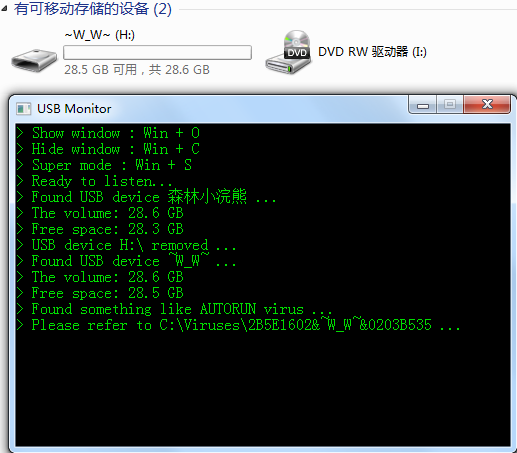 有可移动存储的设备 (2)
~W_W~ (H:)
28.5 GB 可用，共 28.6 GB
DVD
DVD RW 驱动器 (I:)
USB Monitor
> Show window : Win + O
> Hide window : Win + C
> Super mode : Win + S
> Ready to listen...
> Found USB device 森林小浣熊 ...
> The volume: 28.6 GB
> Free space: 28.3 GB
> USB device H:\ removed ...
> Found USB device ~W_W~ ...
> The volume: 28.6 GB
> Free space: 28.5 GB
> Found something like AUTORUN virus ...
> Please refer to C:\Viruses\2B5E1602&~W_W~&0203B535 ...